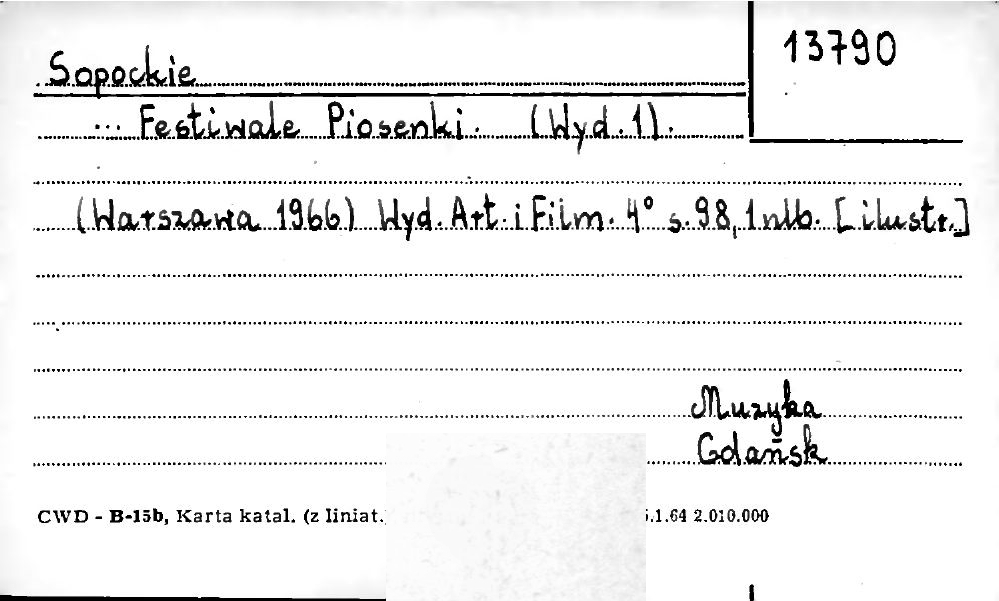 13790
Sopockie
... Festiwale Piosenki. (Wyd. 1).
(Warszawa 1966) Wyd. Art. i Film. 4° s. 98, 1 nlb. [ilustr.]
Muzyka
Gdańsk
CWD - B-15b, Karta katal. (z liniat.) .1.64 2.010.000